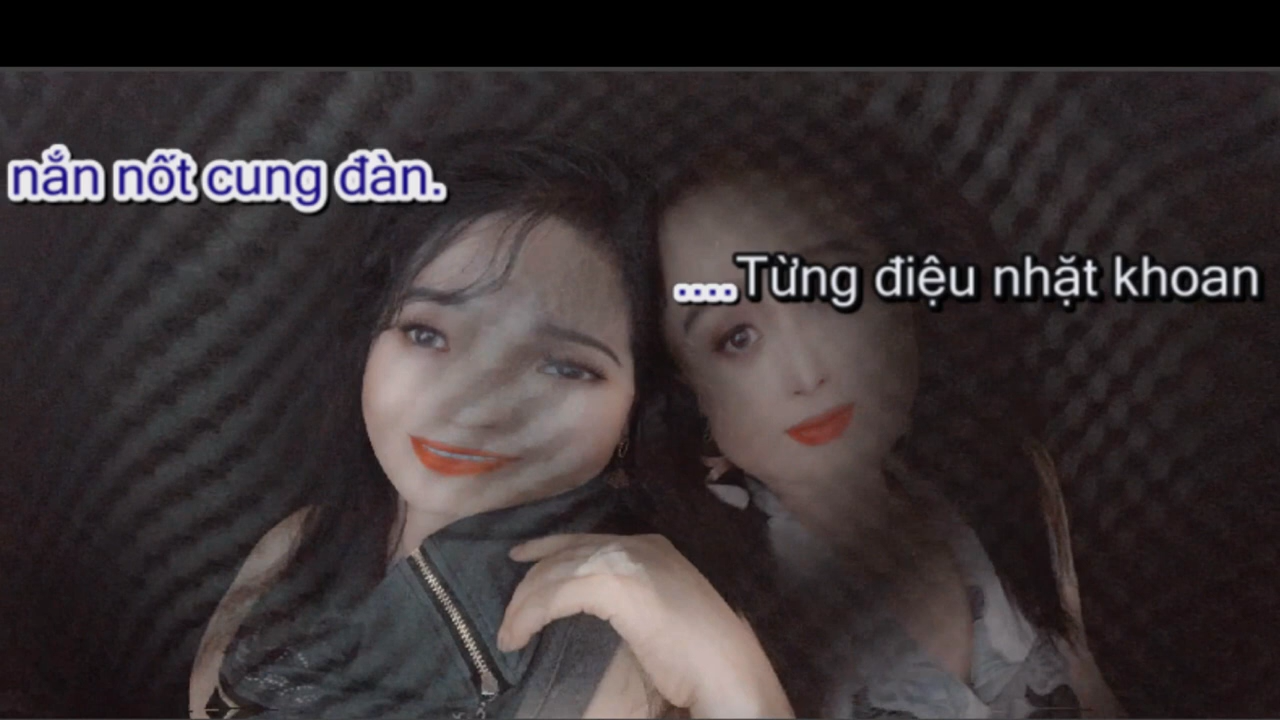 nắn nốt cung đàn.
....Từng điệu nhặt khoan